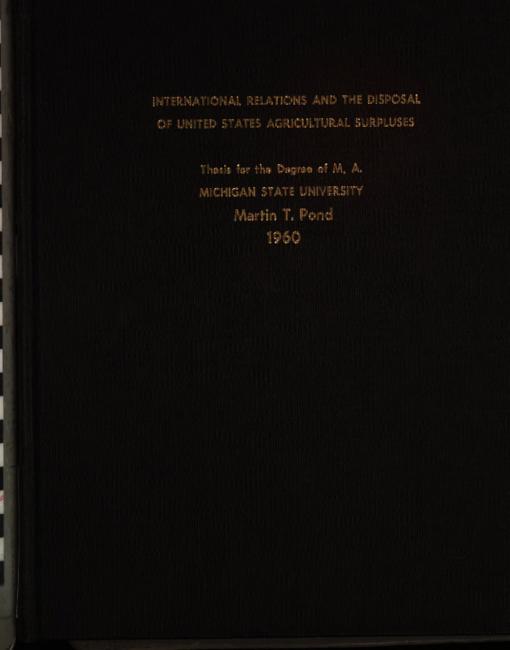 INTERNATIONAL RELATIONS AND THE DISPOSAL
OF UNITED STATES AGRICULTURAL SURPLUSES
Thesis for the Degree of M. A.
MICHIGAN STATE UNIVERSITY
Martin T. Pond
1960